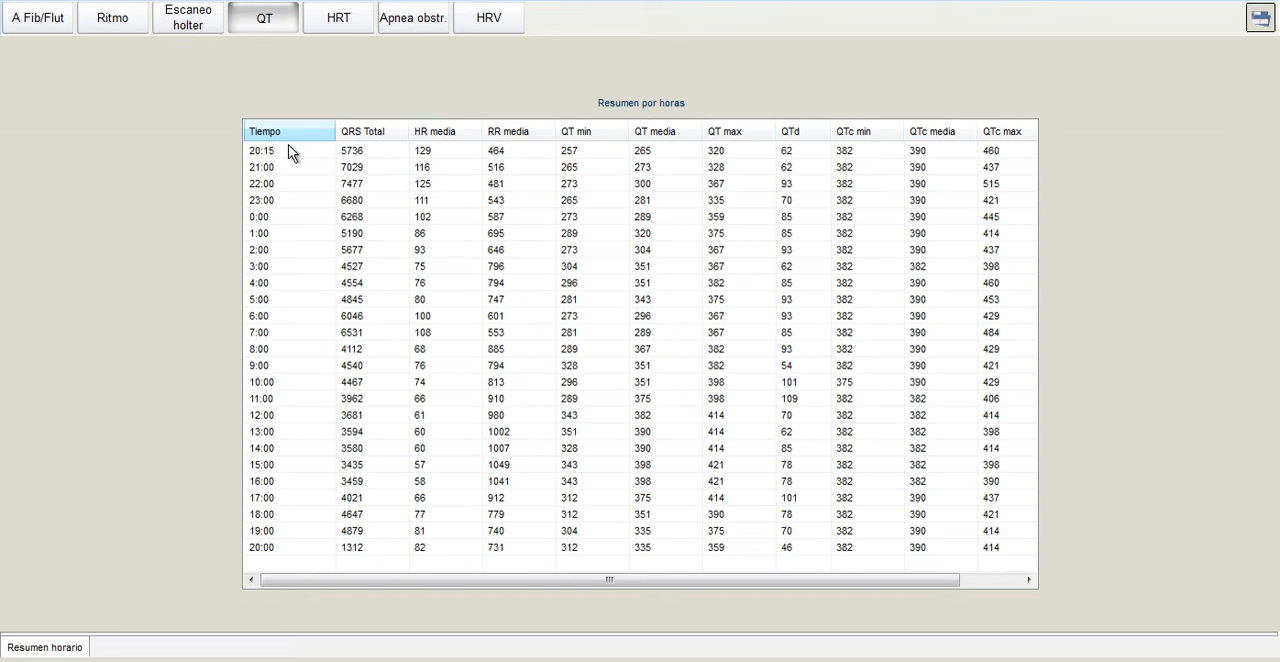 A Fib/Flut Ritmo Escaneo holter QT HRT Apnea obstr. HRV
Resumen por horas
Tiempo QRS Total HR media RR media QT min QT media QT max QTd QTc min QTc media QTc max
20:15 5736 129 464 257 265 320 62 382 390 460
21:00 7029 116 516 265 273 328 62 382 390 437
22:00 7477 125 481 273 300 367 93 382 390 515
23:00 6680 111 543 265 281 335 70 382 390 421
0:00 6268 102 587 273 289 359 85 382 390 445
1:00 5190 86 695 289 320 375 85 382 390 414
2:00 5677 93 646 273 304 367 93 382 390 437
3:00 4527 75 796 304 351 367 62 382 382 398
4:00 4554 76 794 296 351 382 85 382 390 460
5:00 4845 80 747 281 343 375 93 382 390 453
6:00 6046 100 601 273 296 367 93 382 390 429
7:00 6531 108 553 281 289 367 85 382 390 484
8:00 4112 68 885 289 367 382 93 382 390 429
9:00 4540 76 794 328 351 382 54 382 390 421
10:00 4467 74 813 296 351 398 101 375 390 429
11:00 3962 66 910 289 375 398 109 382 382 406
12:00 3681 61 980 343 382 414 70 382 382 414
13:00 3594 60 1002 351 390 414 62 382 382 398
14:00 3580 60 1007 328 390 414 85 382 382 414
15:00 3435 57 1049 343 398 421 78 382 382 398
16:00 3459 58 1041 343 398 421 78 382 382 390
17:00 4021 66 912 312 375 414 101 382 390 437
18:00 4647 77 779 312 351 390 78 382 390 421
19:00 4879 81 740 304 335 375 70 382 390 414
20:00 1312 82 731 312 335 359 46 382 390 414
Resumen horario